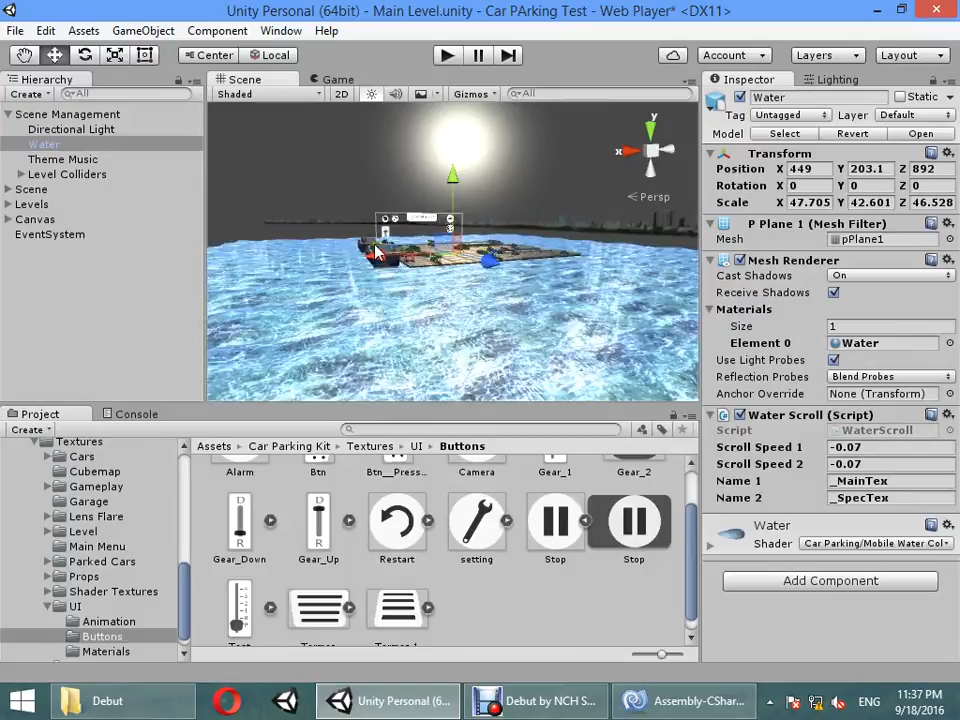 Unity Personal (64bit) - Main Level.unity - Car PArking Test - Web Player* <DX11>
File Edit Assets GameObject Component Window Help
Center Local Account Layers Layout
Hierarchy Scene Game Inspector Lighting
Create All Shaded 2D Gizmos All Water Static
Scene Management
Directional Light
Water
Theme Music
Level Colliders
Scene
Levels
Canvas
EventSystem
y
x
Persp
Tag Untagged Layer Default
Model Select Revert Open
Transform
Position X 449 Y 203.1 Z 892
Rotation X 0 Y 0 Z 0
Scale X 47.705 Y 42.601 Z 46.528
P Plane 1 (Mesh Filter)
Mesh pPlane1
Mesh Renderer
Cast Shadows On
Receive Shadows
Materials
Size 1
Element 0 Water
Use Light Probes
Reflection Probes Blend Probes
Anchor Override None (Transform)
Water Scroll (Script)
Script WaterScroll
Scroll Speed 1 -0.07
Scroll Speed 2 -0.07
Name 1 _MainTex
Name 2 _SpecTex
Water
Shader Car Parking/Mobile Water Col
Add Component
Project Console
Create
Textures
Cars
Cubemap
Gameplay
Garage
Lens Flare
Level
Main Menu
Parked Cars
Props
Shader Textures
UI
Animation
Buttons
Materials
Assets Car Parking Kit Textures UI Buttons
Alarm Btn Btn__Press... Camera Gear_1 Gear_2
D D
R R
Gear_Down Gear_Up Restart setting Stop Stop
Debut Unity Personal (6... Debut by NCH S... Assembly-CShar... ENG
11:37 PM
9/18/2016